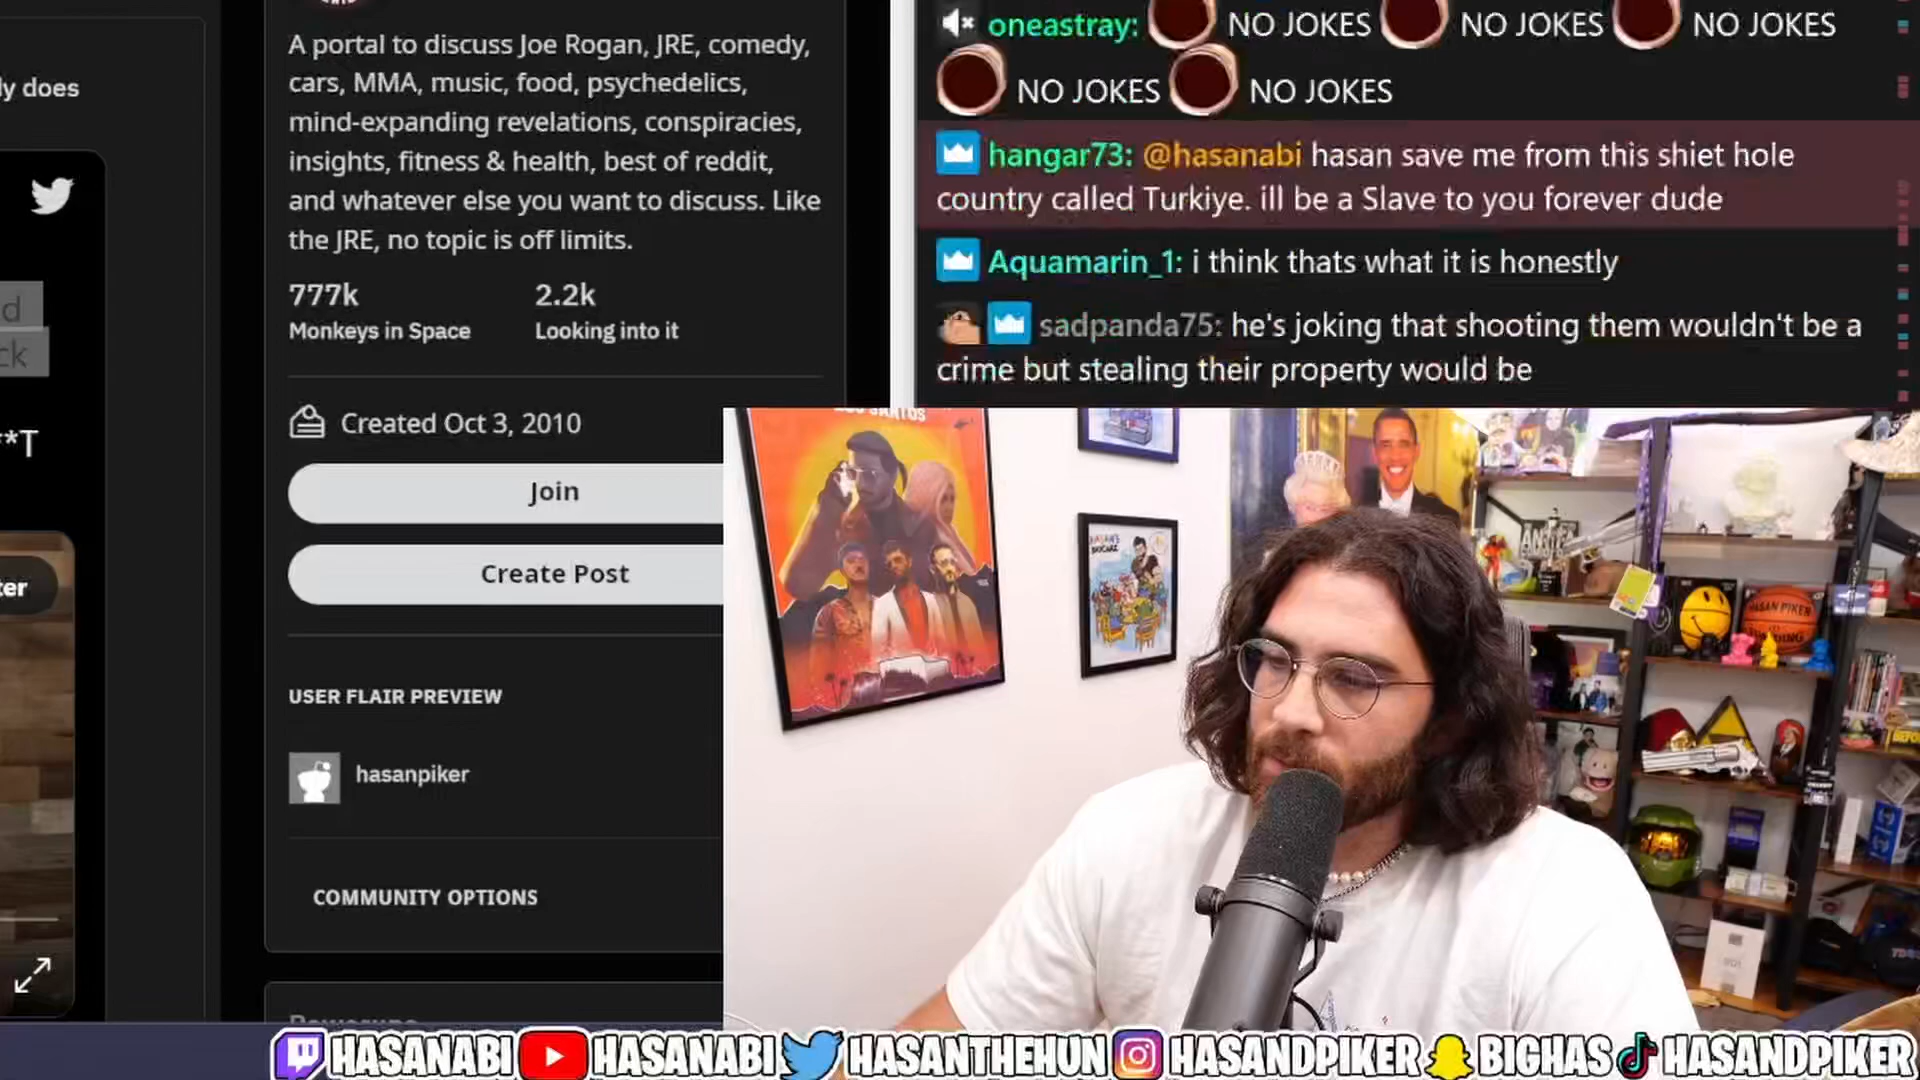 ly does
d
ck
**T
ter
A portal to discuss Joe Rogan, JRE, comedy,
cars, MMA, music, food, psychedelics,
mind-expanding revelations, conspiracies,
insights, fitness & health, best of reddit,
and whatever else you want to discuss. Like
the JRE, no topic is off limits.
777k
2.2k
Monkeys in Space
Looking into it
Created Oct 3, 2010
Join
Create Post
USER FLAIR PREVIEW
hasanpiker
COMMUNITY OPTIONS
oneastray: NO JOKES NO JOKES NO JOKES
NO JOKES NO JOKES
hangar73: @hasanabi hasan save me from this shiet hole
country called Turkiye. ill be a Slave to you forever dude
Aquamarin_1: i think thats what it is honestly
sadpanda75: he's joking that shooting them wouldn't be a
crime but stealing their property would be
HASAN PIKER
HASANABI HASANABI HASANTHEHUN HASANDPIKER BIGHAS HASANDPIKER